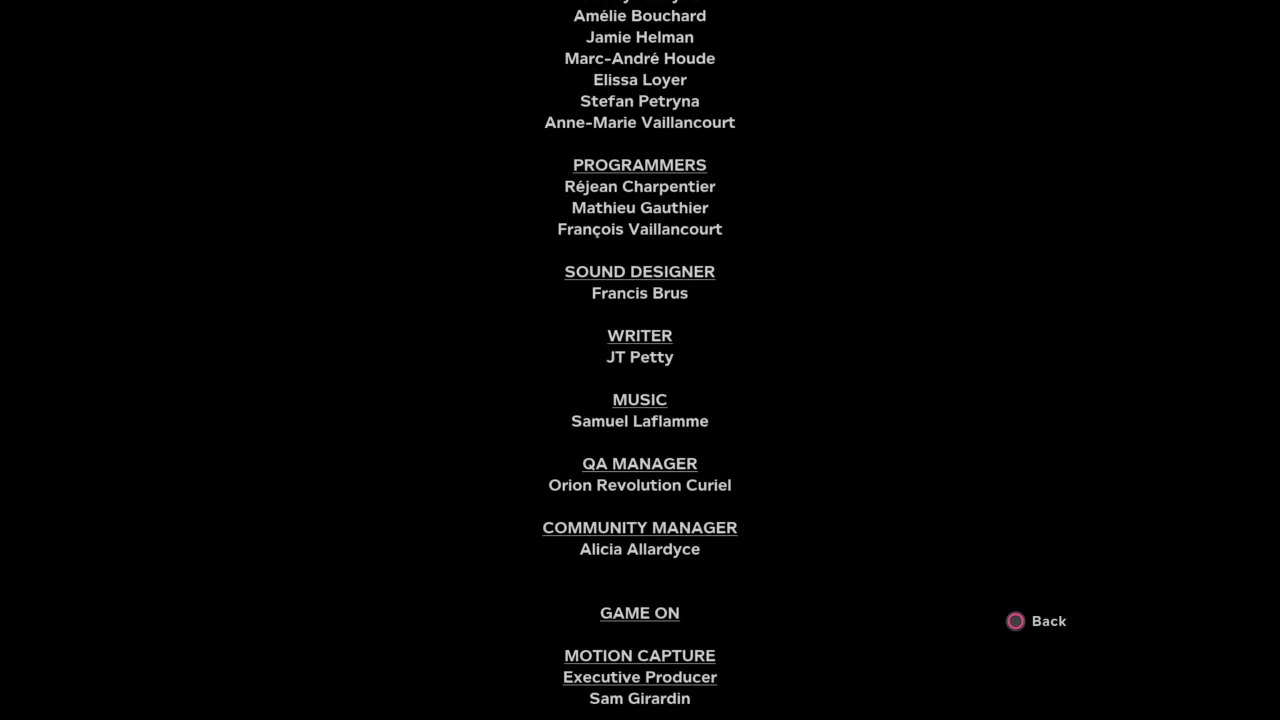 Amélie Bouchard
Jamie Helman
Marc-André Houde
Elissa Loyer
Stefan Petryna
Anne-Marie Vaillancourt
PROGRAMMERS
Réjean Charpentier
Mathieu Gauthier
François Vaillancourt
SOUND DESIGNER
Francis Brus
WRITER
JT Petty
MUSIC
Samuel Laflamme
QA MANAGER
Orion Revolution Curiel
COMMUNITY MANAGER
Alicia Allardyce
GAME ON
Back
MOTION CAPTURE
Executive Producer
Sam Girardin